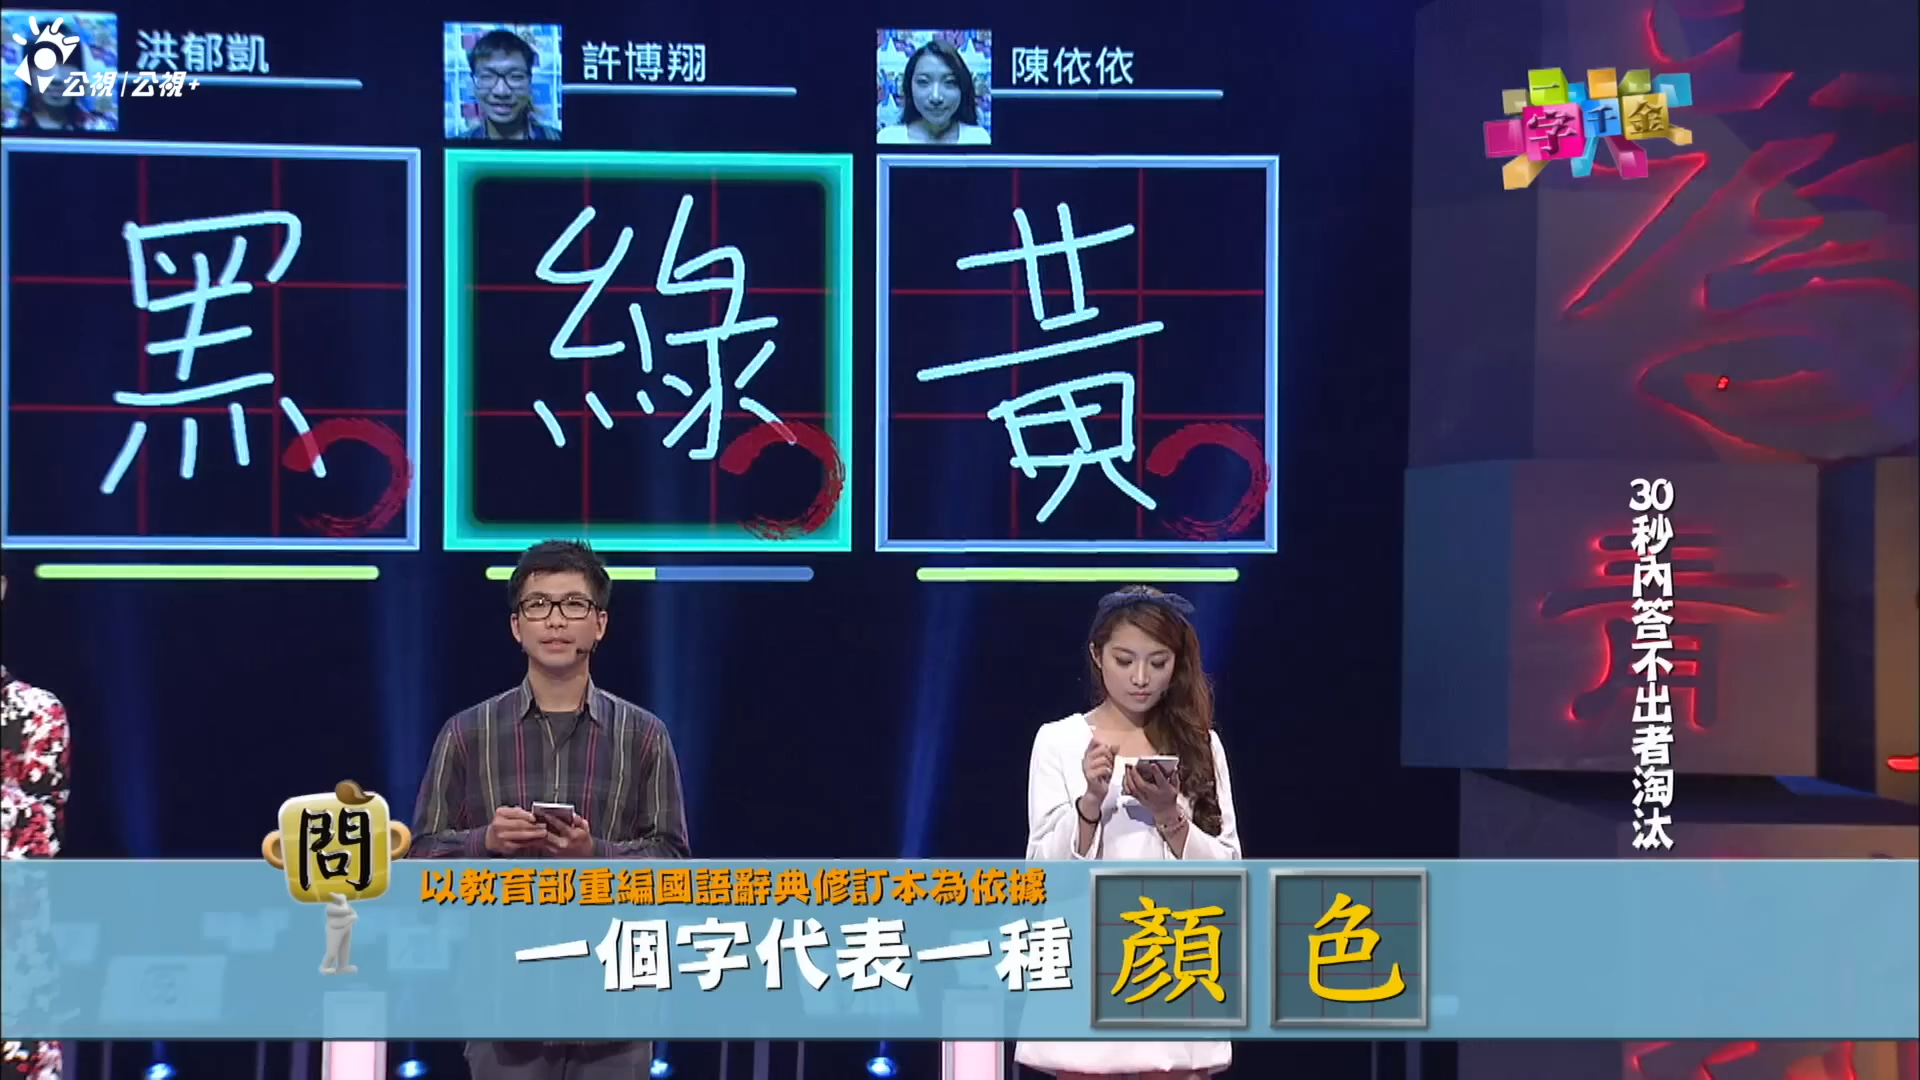 公視 | 公視+
洪郁凱
許博翔
陳依依
一字千金
黑
綠
黃
30秒內答不出者淘汰
青
問
以教育部重編國語辭典修訂本為依據
一個字代表一種 顏色